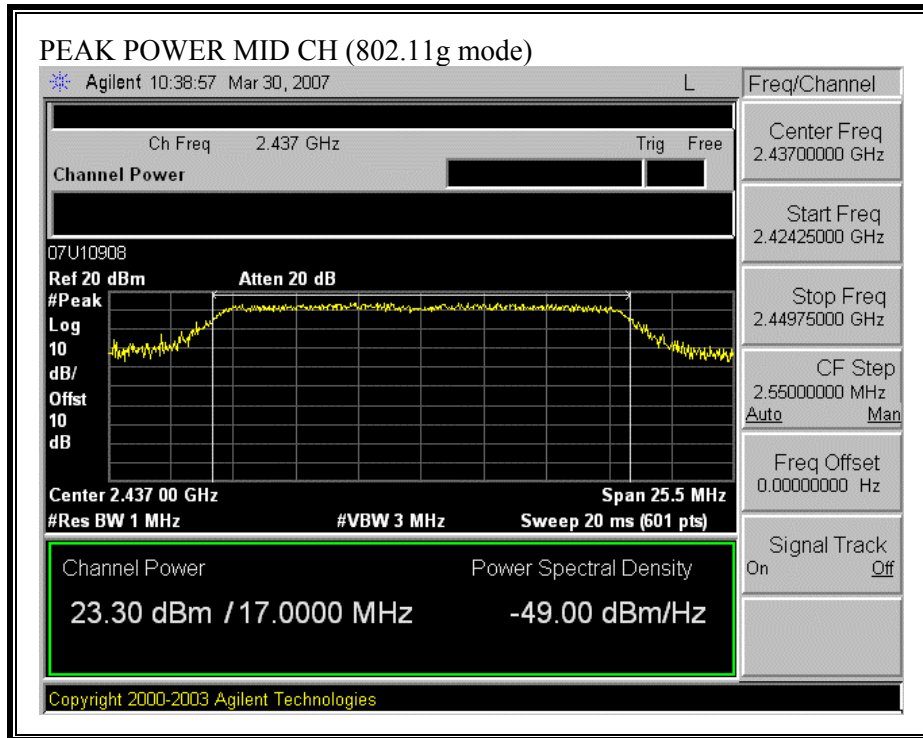 PEAK POWER MID CH (802.11g mode)
Agilent 10:38:57 Mar 30, 2007 L
Freq/Channel
Ch Freq 2.437 GHz Trig Free
Channel Power
Center Freq
2.43700000 GHz
Start Freq
2.42425000 GHz
Stop Freq
2.44975000 GHz
CF Step
2.55000000 MHz
Auto Man
Freq Offset
0.00000000 Hz
Signal Track
On Off
07U10908
Ref 20 dBm Atten 20 dB
#Peak
Log
10
dB/
Offst
10
dB
Center 2.437 00 GHz Span 25.5 MHz
#Res BW 1 MHz #VBW 3 MHz Sweep 20 ms (601 pts)
Channel Power Power Spectral Density
23.30 dBm / 17.0000 MHz -49.00 dBm/Hz
Copyright 2000-2003 Agilent Technologies